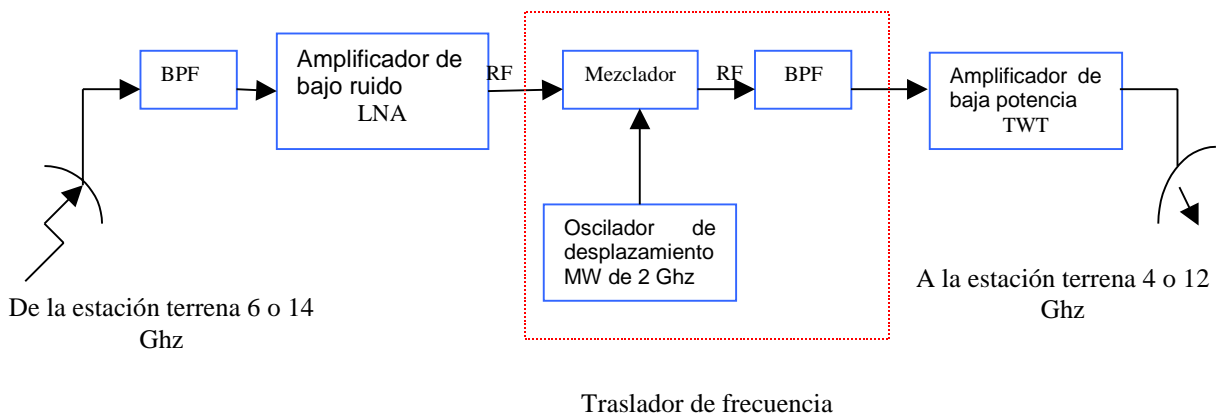 BPF
Amplificador de
bajo ruido
LNA
RF
Mezclador
RF
BPF
Amplificador de
baja potencia
TWT
Oscilador de
desplazamiento
MW de 2 Ghz
De la estación terrena 6 o 14
Ghz
A la estación terrena 4 o 12
Ghz
Traslador de frecuencia